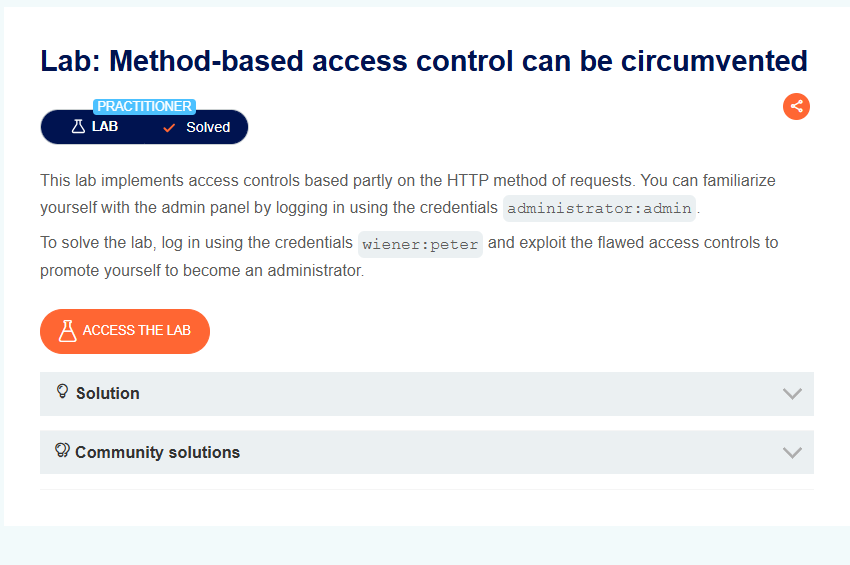 Lab: Method-based access control can be circumvented
PRACTITIONER
LAB Solved
This lab implements access controls based partly on the HTTP method of requests. You can familiarize
yourself with the admin panel by logging in using the credentials administrator:admin.
To solve the lab, log in using the credentials wiener:peter and exploit the flawed access controls to
promote yourself to become an administrator.
ACCESS THE LAB
Solution
Community solutions